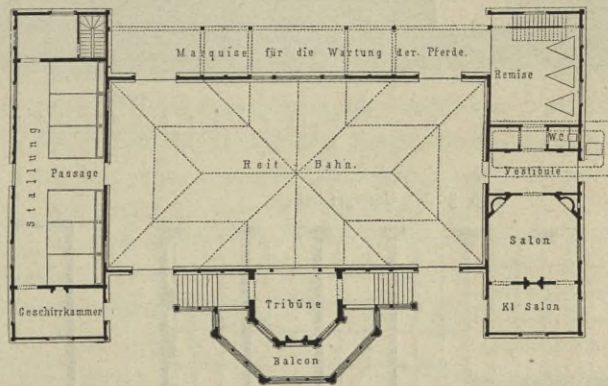 Marquise für die Wartung der Pferde.
Remise
W.C
Stallung
Passage
Reit-Bahn.
Vestibule
Salon
Geschirrkammer
Tribüne
Kl Salon
Balcon